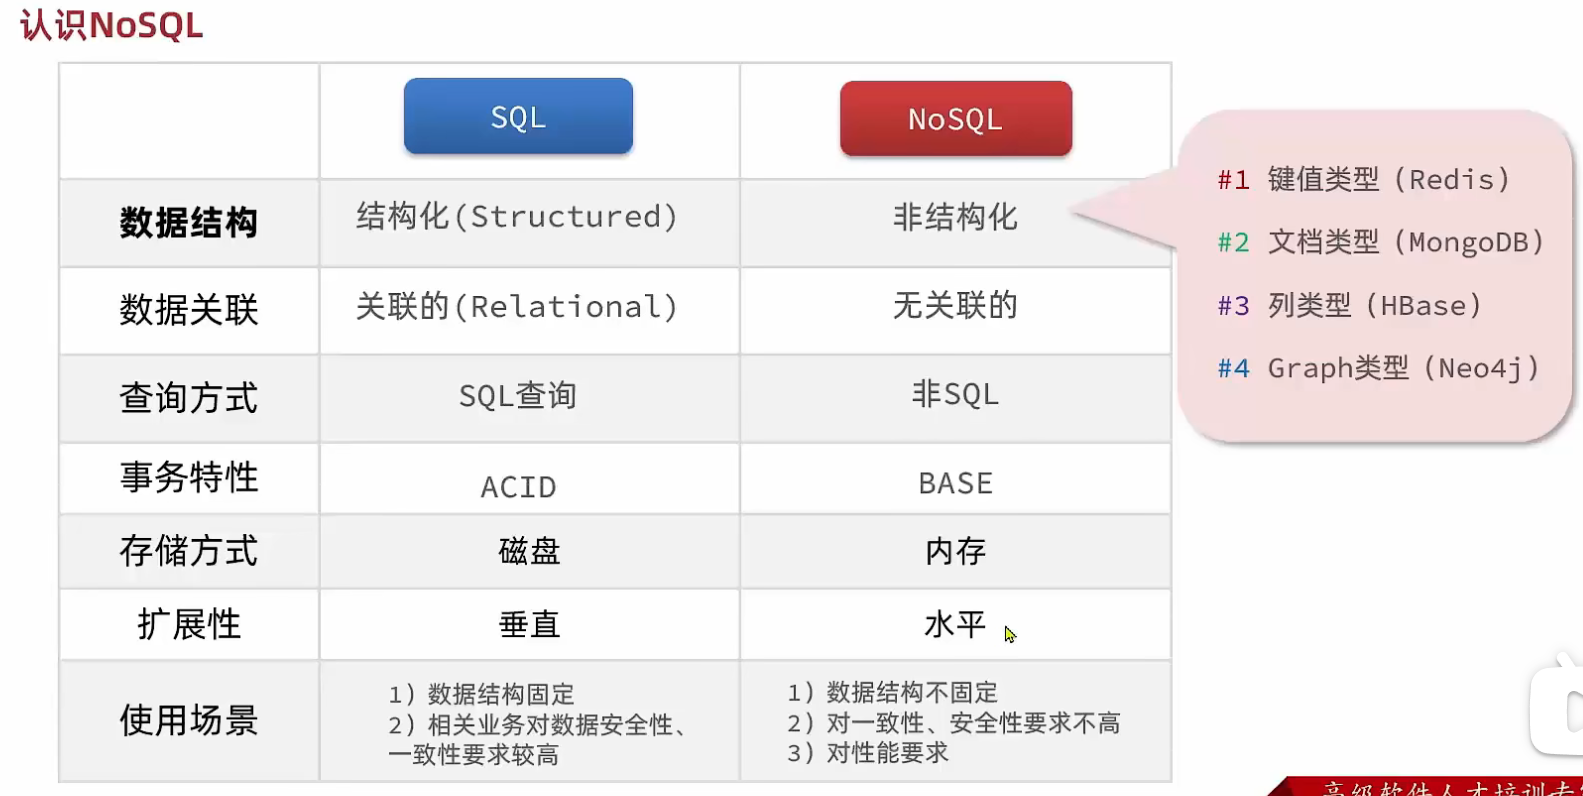 认识NoSQL
SQL
NoSQL
数据结构
结构化(Structured)
非结构化
数据关联
关联的(Relational)
无关联的
查询方式
SQL查询
非SQL
事务特性
ACID
BASE
存储方式
磁盘
内存
扩展性
垂直
水平
使用场景
1）数据结构固定
2）相关业务对数据安全性、
一致性要求较高
1）数据结构不固定
2）对一致性、安全性要求不高
3）对性能要求
#1 键值类型（Redis）
#2 文档类型（MongoDB）
#3 列类型（HBase）
#4 Graph类型（Neo4j）
高级软件人才培训专